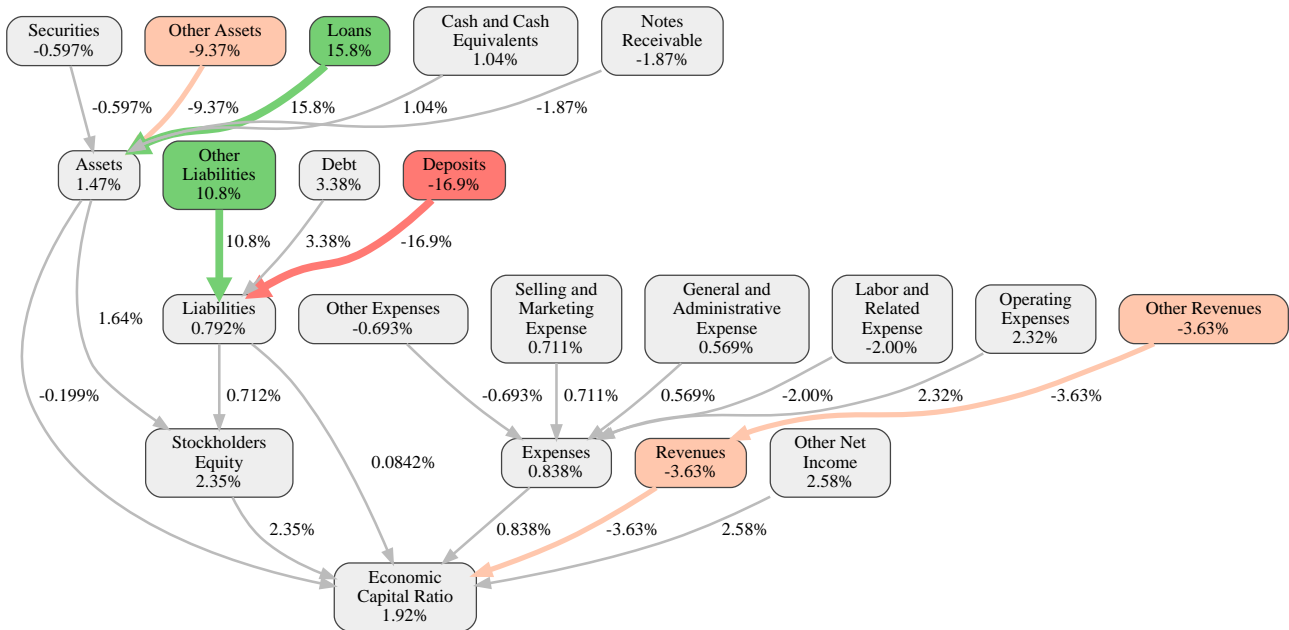 Securities
-0.597%
Other Assets
-9.37%
Loans
15.8%
Cash and Cash
Equivalents
1.04%
Notes
Receivable
-1.87%
-0.597%
-9.37%
15.8%
1.04%
-1.87%
Assets
1.47%
Other
Liabilities
10.8%
Debt
3.38%
Deposits
-16.9%
10.8%
3.38%
-16.9%
1.64%
Liabilities
0.792%
Other Expenses
-0.693%
Selling and
Marketing
Expense
0.711%
General and
Administrative
Expense
0.569%
Labor and
Related
Expense
-2.00%
Operating
Expenses
2.32%
Other Revenues
-3.63%
-0.199%
0.712%
-0.693%
0.711%
0.569%
-2.00%
2.32%
-3.63%
Stockholders
Equity
2.35%
0.0842%
Expenses
0.838%
Revenues
-3.63%
Other Net
Income
2.58%
2.35%
0.838%
-3.63%
2.58%
Economic
Capital Ratio
1.92%